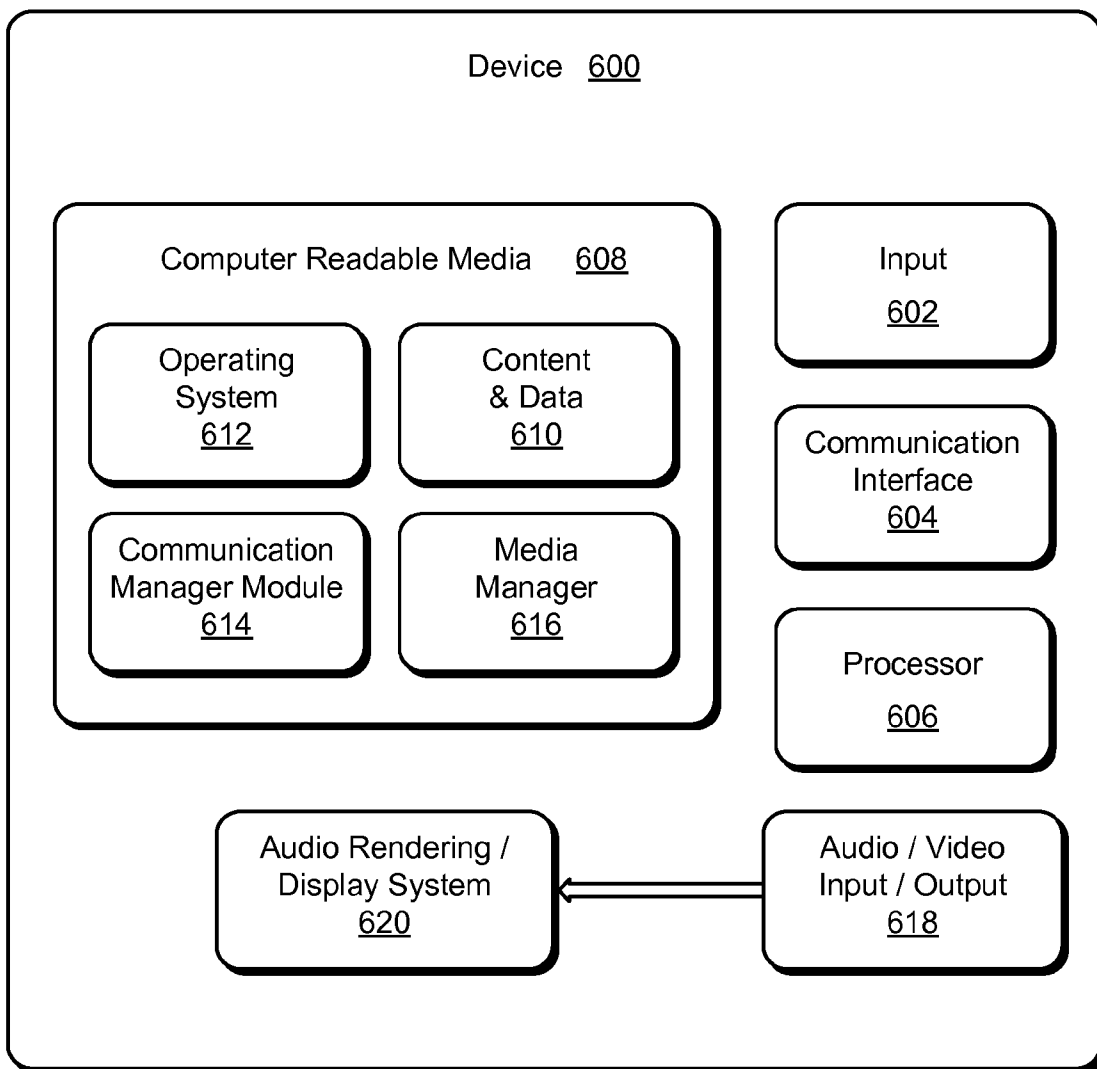 Device 600
Computer Readable Media 608
Operating
System
612
Content
& Data
610
Communication
Manager Module
614
Media
Manager
616
Input
602
Communication
Interface
604
Processor
606
Audio Rendering /
Display System
620
Audio / Video
Input / Output
618